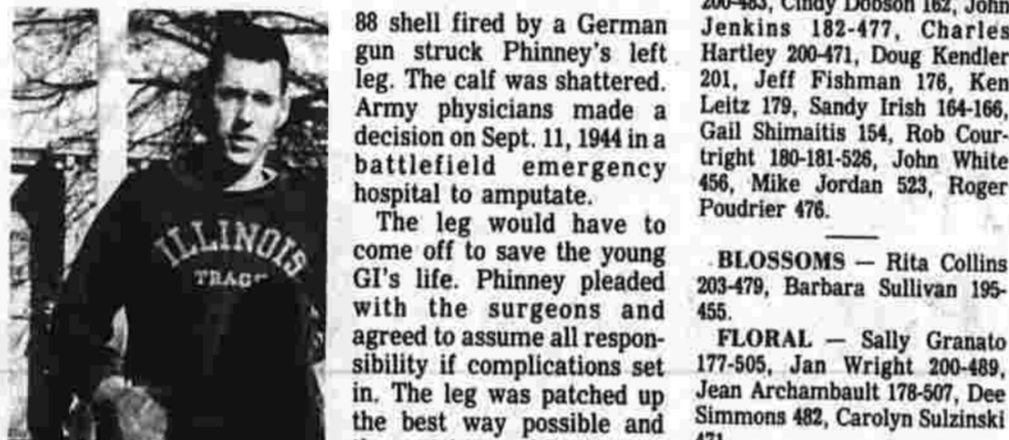 ILLINOIS
TRACK
88 shell fired by a German
gun struck Phinney's left
leg. The calf was shattered.
Army physicians made a
decision on Sept. 11, 1944 in a
battlefield emergency
hospital to amputate.
The leg would have to
come off to save the young
GI's life. Phinney pleaded
with the surgeons and
agreed to assume all respon-
sibility if complications set
in. The leg was patched up
the best way possible and
200-483, Cindy Dobson 162, John
Jenkins 182-477, Charles
Hartley 200-471, Doug Kendler
201, Jeff Fishman 176, Ken
Leitz 179, Sandy Irish 164-166,
Gail Shimaitis 154, Rob Cour-
tright 180-181-526, John White
456, Mike Jordan 523, Roger
Poudrier 476.
BLOSSOMS — Rita Collins
203-479, Barbara Sullivan 195-
455.
FLORAL — Sally Granato
177-505, Jan Wright 200-489,
Jean Archambault 178-507, Dee
Simmons 482, Carolyn Sulzinski
471